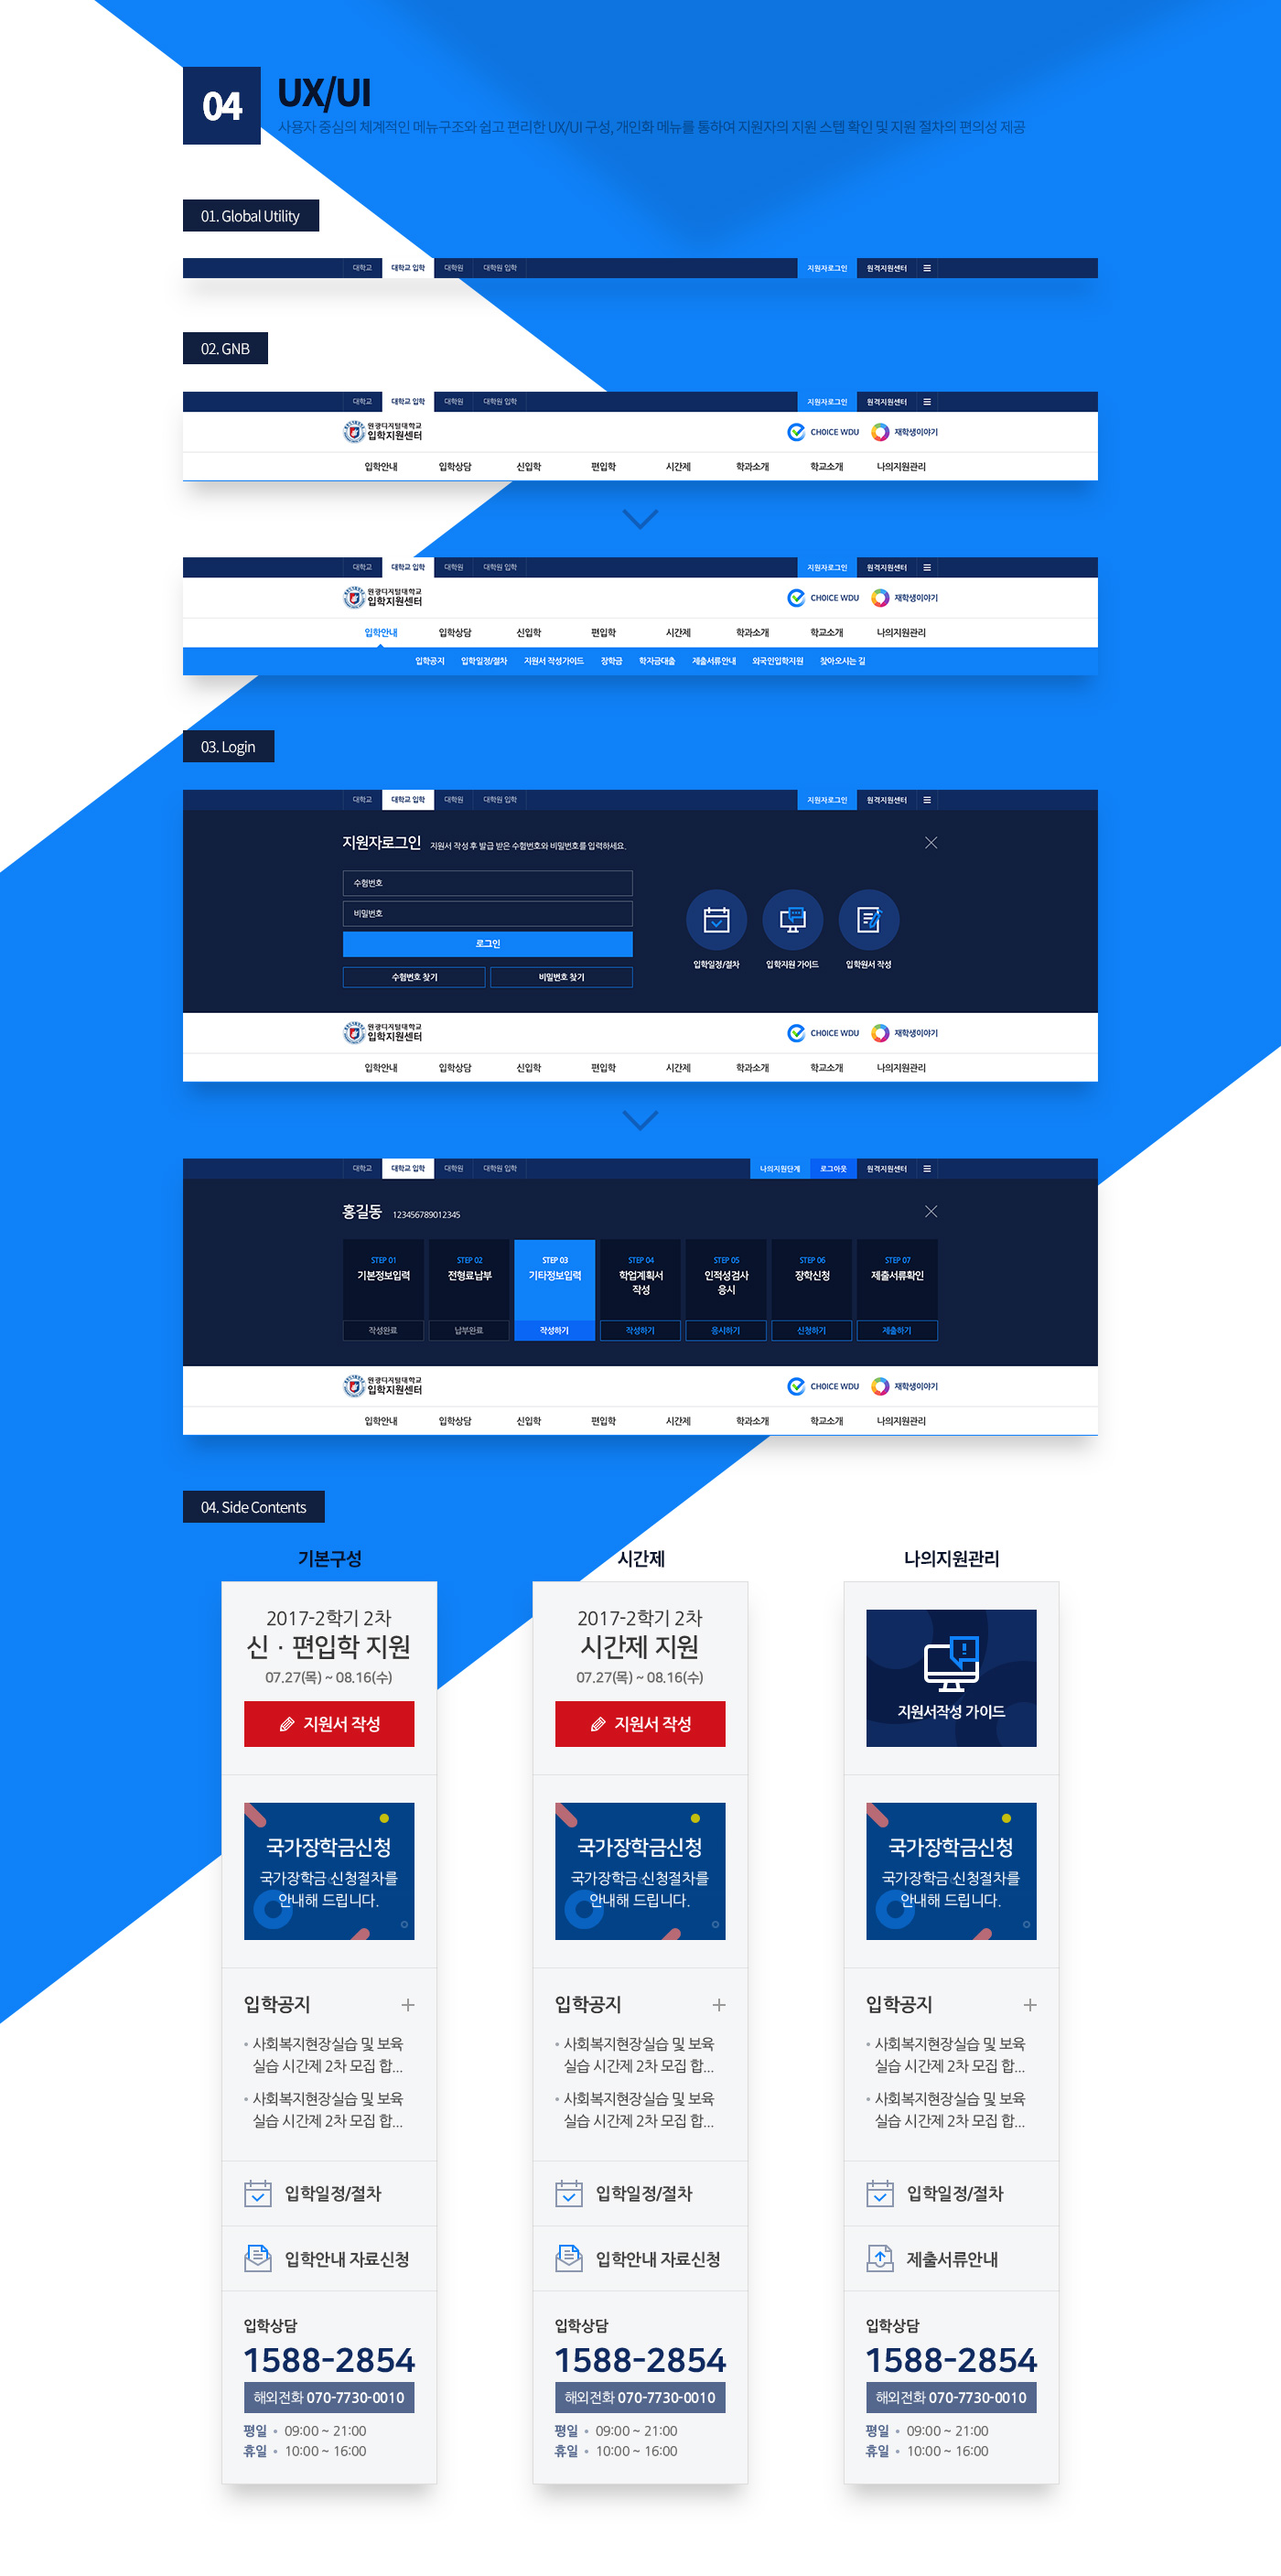 04
UX/UI
사용자 중심의 체계적인 메뉴구조와 쉽고 편리한 UX/UI 구성, 개인화 메뉴를 통하여 지원자의 지원 스텝 확인 및 지원 절차의 편의성 제공
01. Global Utility
대학교 대학교 입학 대학원 대학원 입학 지원자로그인 원격지원센터
02. GNB
대학교 대학교 입학 대학원 대학원 입학 지원자로그인 원격지원센터
원광디지털대학교
입학지원센터
CHOICE WDU 재학생이야기
입학안내 입학상담 신입학 편입학 시간제 학과소개 학교소개 나의지원관리
대학교 대학교 입학 대학원 대학원 입학 지원자로그인 원격지원센터
원광디지털대학교
입학지원센터
CHOICE WDU 재학생이야기
입학안내 입학상담 신입학 편입학 시간제 학과소개 학교소개 나의지원관리
입학공지 입학일정/절차 지원서 작성가이드 장학금 학자금대출 제출서류안내 외국인입학지원 찾아오시는 길
03. Login
대학교 대학교 입학 대학원 대학원 입학 지원자로그인 원격지원센터
지원자로그인 지원서 작성 후 발급 받은 수험번호와 비밀번호를 입력하세요.
수험번호
비밀번호
로그인
수험번호 찾기 비밀번호 찾기
입학일정/절차 입학지원 가이드 입학원서 작성
원광디지털대학교
입학지원센터
CHOICE WDU 재학생이야기
입학안내 입학상담 신입학 편입학 시간제 학과소개 학교소개 나의지원관리
대학교 대학교 입학 대학원 대학원 입학 나의지원단계 로그아웃 원격지원센터
홍길동 123456789012345
STEP 01 STEP 02 STEP 03 STEP 04 STEP 05 STEP 06 STEP 07
기본정보입력 전형료납부 기타정보입력 학업계획서 인적성검사 장학신청 제출서류확인
작성 응시
작성완료 납부완료 작성하기 작성하기 응시하기 신청하기 제출하기
원광디지털대학교
입학지원센터
CHOICE WDU 재학생이야기
입학안내 입학상담 신입학 편입학 시간제 학과소개 학교소개 나의지원관리
04. Side Contents
기본구성
2017-2학기 2차
신 · 편입학 지원
07.27(목) ~ 08.16(수)
지원서 작성
국가장학금신청
국가장학금 신청절차를
안내해 드립니다.
입학공지
사회복지현장실습 및 보육
실습 시간제 2차 모집 합...
사회복지현장실습 및 보육
실습 시간제 2차 모집 합...
입학일정/절차
입학안내 자료신청
입학상담
1588-2854
해외전화 070-7730-0010
평일 • 09:00 ~ 21:00
휴일 • 10:00 ~ 16:00
시간제
2017-2학기 2차
시간제 지원
07.27(목) ~ 08.16(수)
지원서 작성
국가장학금신청
국가장학금 신청절차를
안내해 드립니다.
입학공지
사회복지현장실습 및 보육
실습 시간제 2차 모집 합...
사회복지현장실습 및 보육
실습 시간제 2차 모집 합...
입학일정/절차
입학안내 자료신청
입학상담
1588-2854
해외전화 070-7730-0010
평일 • 09:00 ~ 21:00
휴일 • 10:00 ~ 16:00
나의지원관리
지원서작성 가이드
국가장학금신청
국가장학금 신청절차를
안내해 드립니다.
입학공지
사회복지현장실습 및 보육
실습 시간제 2차 모집 합...
사회복지현장실습 및 보육
실습 시간제 2차 모집 합...
입학일정/절차
제출서류안내
입학상담
1588-2854
해외전화 070-7730-0010
평일 • 09:00 ~ 21:00
휴일 • 10:00 ~ 16:00